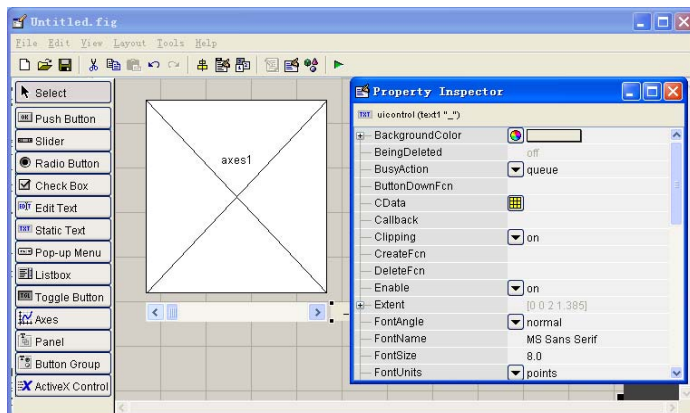 Untitled.fig
File Edit View Layout Tools Help
Select
Push Button
Slider
Radio Button
Check Box
Edit Text
Static Text
Pop-up Menu
Listbox
Toggle Button
Axes
Panel
Button Group
ActiveX Control
axes1
Property Inspector
uicontrol (text1 "_")
BackgroundColor
BeingDeleted off
BusyAction queue
ButtonDownFcn
CData
Callback
Clipping on
CreateFcn
DeleteFcn
Enable on
Extent [0 0 2 1.385]
FontAngle normal
FontName MS Sans Serif
FontSize 8.0
FontUnits points